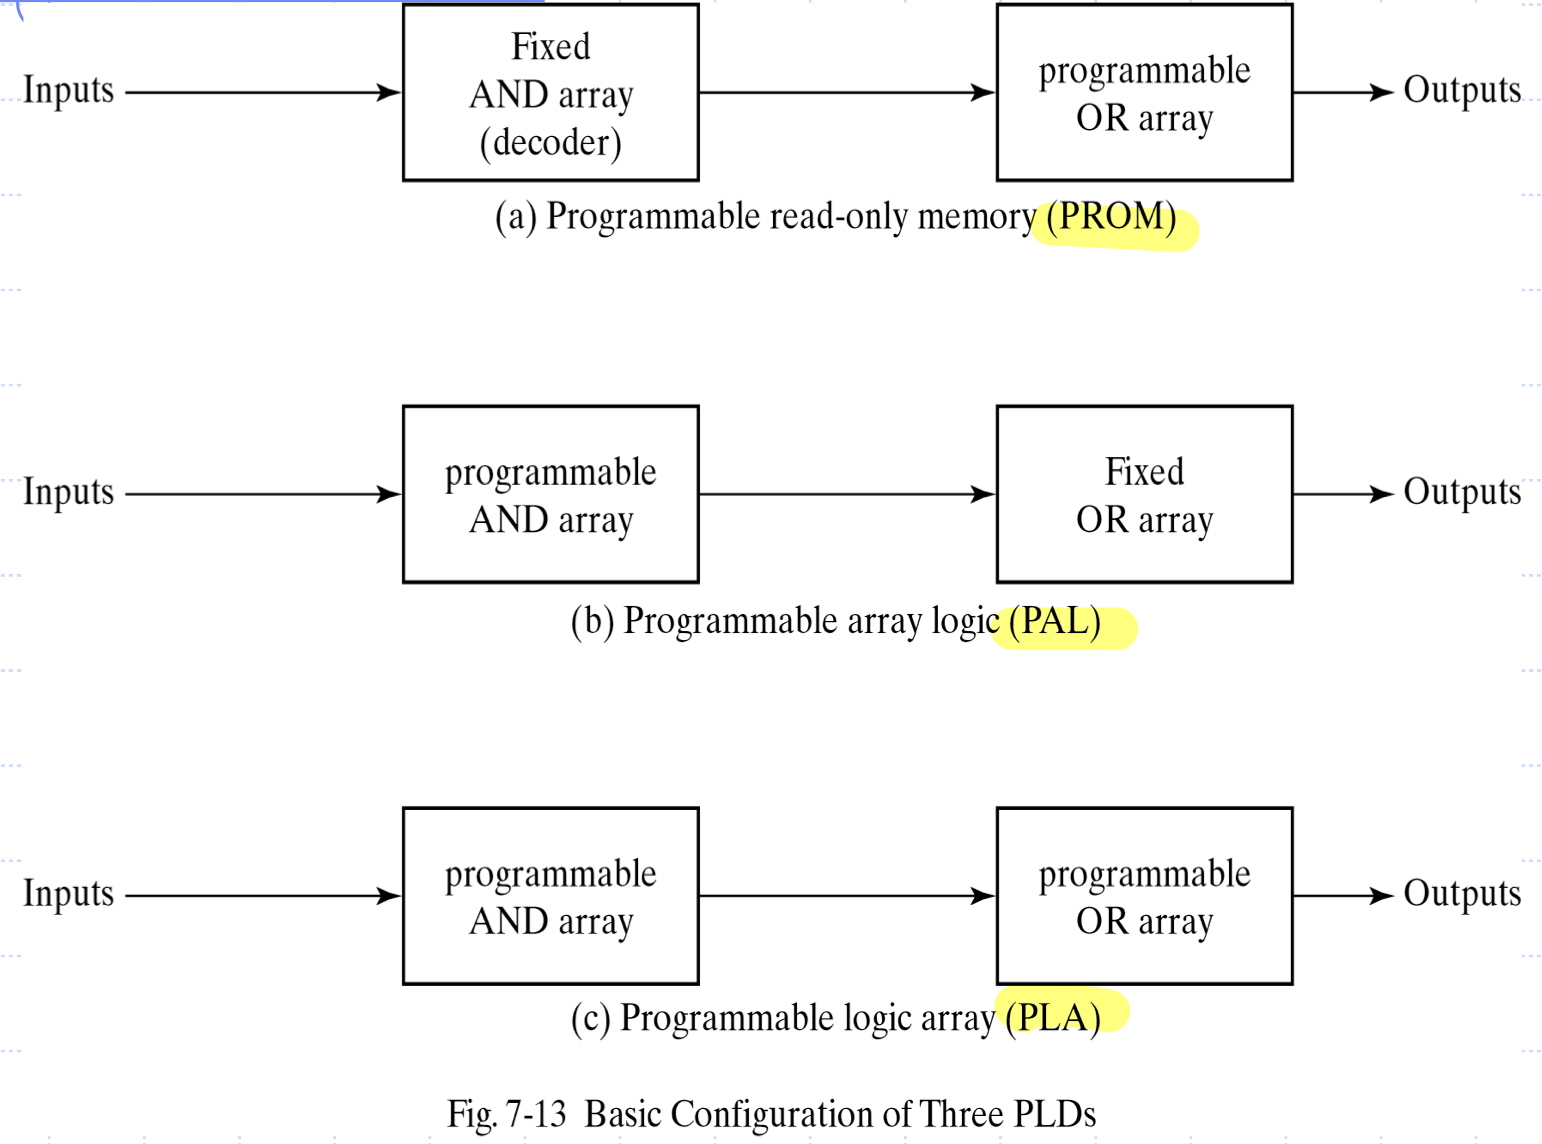 Inputs
Fixed
AND array
(decoder)
programmable
OR array
Outputs
(a) Programmable read-only memory (PROM)
Inputs
programmable
AND array
Fixed
OR array
Outputs
(b) Programmable array logic (PAL)
Inputs
programmable
AND array
programmable
OR array
Outputs
(c) Programmable logic array (PLA)
Fig. 7-13 Basic Configuration of Three PLDs